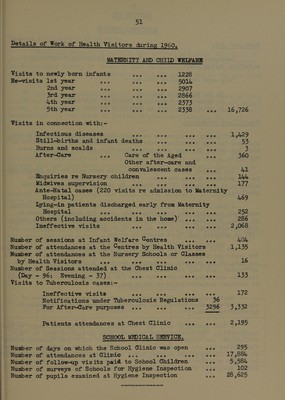 51
Details of Work of Health Visitors during 1960.
MATERNITY AND CHILD WELFARE
Visits to newly born infants ... ... 1228
Re-visits 1st year ... ... ... 5014
2nd year ... ... ... 2907
3rd year ... ... ... 2866
4th year ... ... ... 2373
5th year ... ... ... 2338 ... 16,726
Visits in connection with:-
Infectious diseases ... ... ... ... 1,429
Still-births and infant deaths ... ... ... 53
Burns and scalds ... ... ... ... 3
After-Care ... Care of the Aged ... 360
Other after-care and
convalescent cases ... 41
Enquiries re Nursery children ... ... ... 144
Midwives supervision ... ... ... ... 177
Ante-Natal cases (220 visits re admission to Maternity
Hospital) ... ... ... 469
Lying-in patients discharged early from Maternity
Hospital ... ... ... ... 252
Others (including accidents in the home) ... ... 286
Ineffective visits ... ... ... ... 2,068
Number of sessions at Infant Welfare Centres ... ... 404
Number of attendances at the Centres by Health Visitors ... 1,135
Number of attendances at the Nursery Schools or Classes
by Health Visitors ... ... ... ... 16
Number of Sessions attended at the Chest Clinic
(Day - 96: Evening - 37) ... ... ... 133
Visits to Tuberculosis cases:-
Ineffective visits ... ... ... ... 172
Notifications under Tuberculosis Regulations 36
For After-Care purposes ... ... ... 3296 3,332
Patients attendances at Chest Clinic ... ... 2,195
SCHOOL MEDICAL SERVICE.
Number of days on which the School Clinic was open ... 295
Number of attendances at Clinic ... ... ... ... 17,884
Number of follow-up visits paid to School Children ... 5,584
Number of surveys of Schools for Hygiene Inspection ... 102
Number of pupils examined at Hygiene Inspection ... 28,625